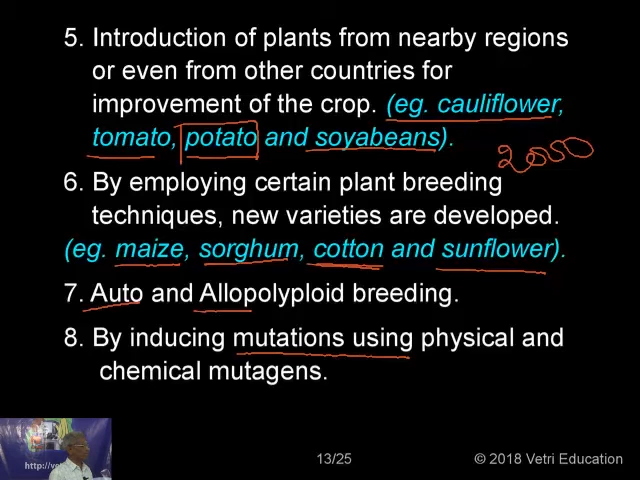 5. Introduction of plants from nearby regions
or even from other countries for
improvement of the crop. (eg. cauliflower,
tomato, potato and soyabeans).
2000
6. By employing certain plant breeding
techniques, new varieties are developed.
(eg. maize, sorghum, cotton and sunflower).
7. Auto and Allopolyploid breeding.
8. By inducing mutations using physical and
chemical mutagens.
13/25
© 2018 Vetri Education